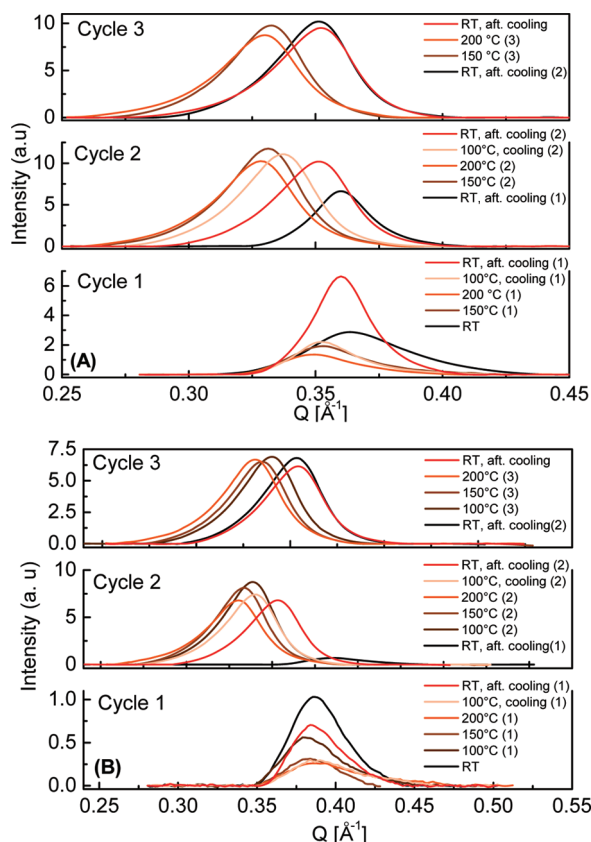 Cycle 3
RT, aft. cooling
200 °C (3)
150 °C (3)
RT, aft. cooling (2)
10
5
0
Cycle 2
RT, aft. cooling (2)
100°C, cooling (2)
200°C (2)
150°C (2)
RT, aft. cooling (1)
10
5
0
Intensity (a.u)
Cycle 1
RT, aft. cooling (1)
100°C, cooling (1)
200 °C (1)
150°C (1)
RT
6
4
2
0
(A)
0.25 0.30 0.35 0.40 0.45
Q [Å-1]
Cycle 3
RT, aft. cooling
200°C (3)
150°C (3)
100°C (3)
RT, aft. cooling(2)
7.5
5.0
2.5
0.0
Cycle 2
RT, aft. cooling (2)
100°C, cooling (2)
200°C (2)
150°C (2)
100°C (2)
RT, aft. cooling(1)
10
5
0
Intensity (a. u)
Cycle 1
RT, aft. cooling (1)
100°C, cooling (1)
200°C (1)
150°C (1)
100°C (1)
RT
1.0
0.5
0.0
(B)
0.25 0.30 0.35 0.40 0.45 0.50 0.55
Q [Å-1]